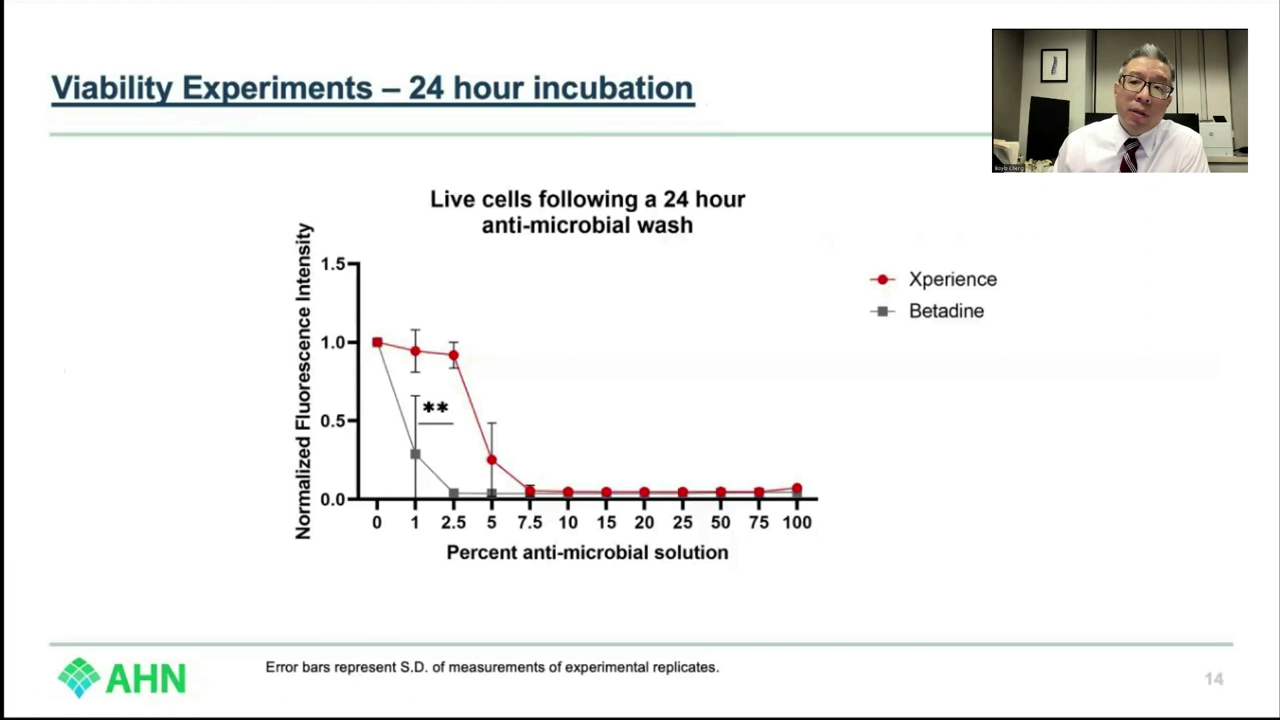 Viability Experiments – 24 hour incubation
Boyle Cheng
Live cells following a 24 hour
anti-microbial wash
Normalized Fluorescence Intensity
1.5
1.0
0.5
0.0
**
0 1 2.5 5 7.5 10 15 20 25 50 75 100
Percent anti-microbial solution
Xperience
Betadine
AHN
Error bars represent S.D. of measurements of experimental replicates.
14